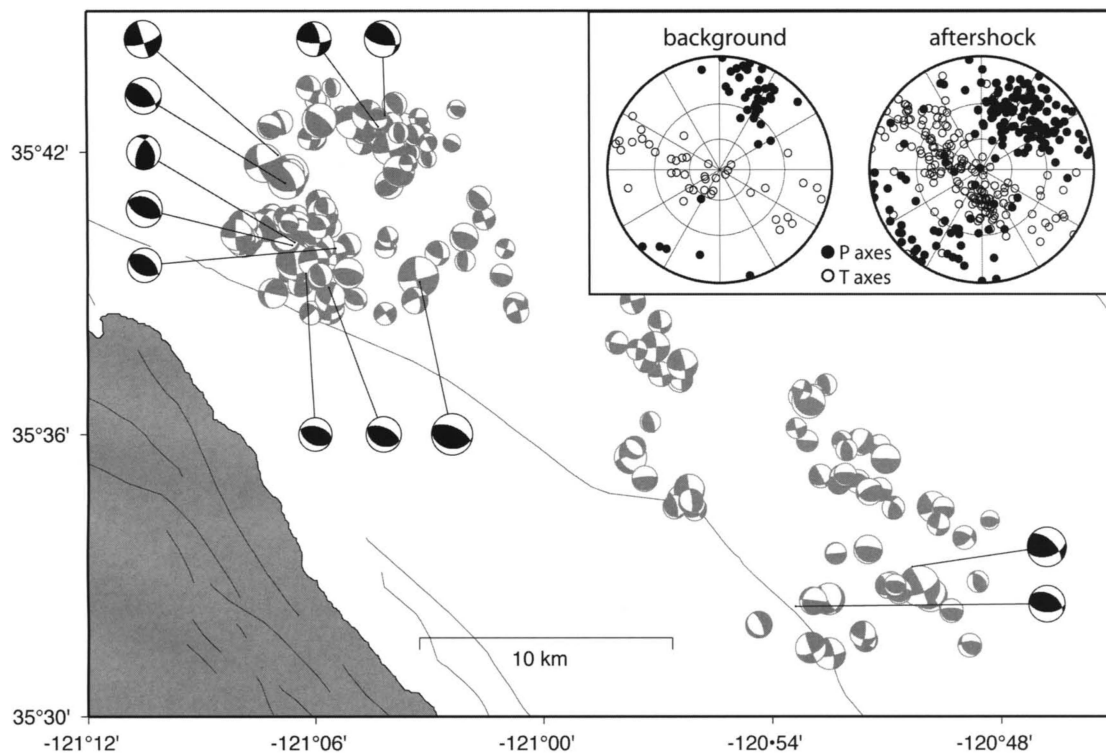 background aftershock
P axes
T axes
35°42'
35°36'
10 km
35°30'
-121°12' -121°06' -121°00' -120•54' -120°48'